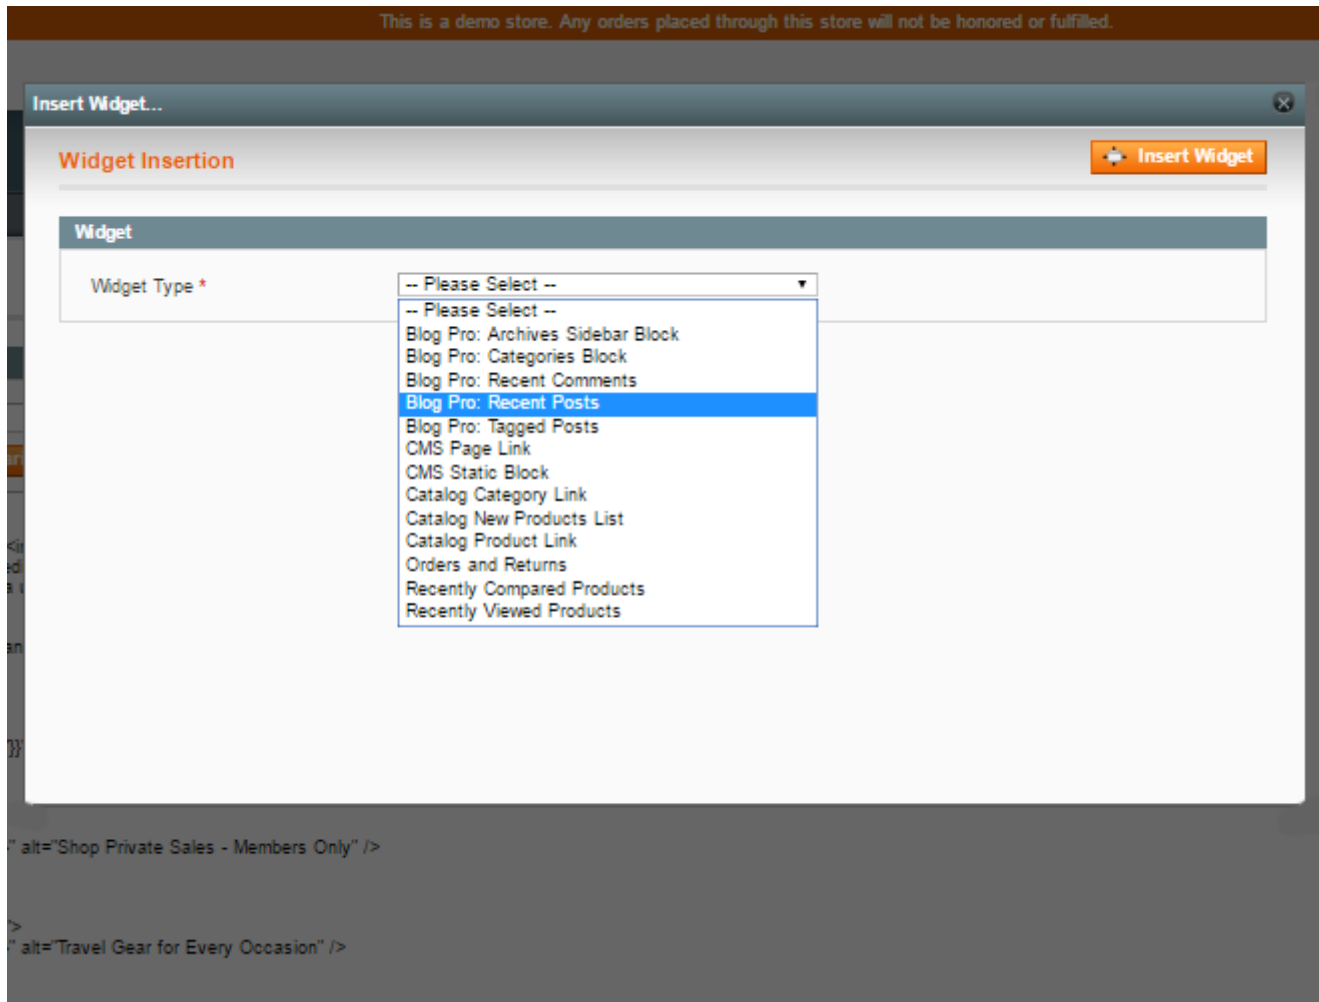 This is a demo store. Any orders placed through this store will not be honored or fulfilled.
Insert Widget...
Widget Insertion
Insert Widget
Widget
Widget Type *
-- Please Select --
-- Please Select --
Blog Pro: Archives Sidebar Block
Blog Pro: Categories Block
Blog Pro: Recent Comments
Blog Pro: Recent Posts
Blog Pro: Tagged Posts
CMS Page Link
CMS Static Block
Catalog Category Link
Catalog New Products List
Catalog Product Link
Orders and Returns
Recently Compared Products
Recently Viewed Products
}}
" alt="Shop Private Sales - Members Only" />
">
" alt="Travel Gear for Every Occasion" />